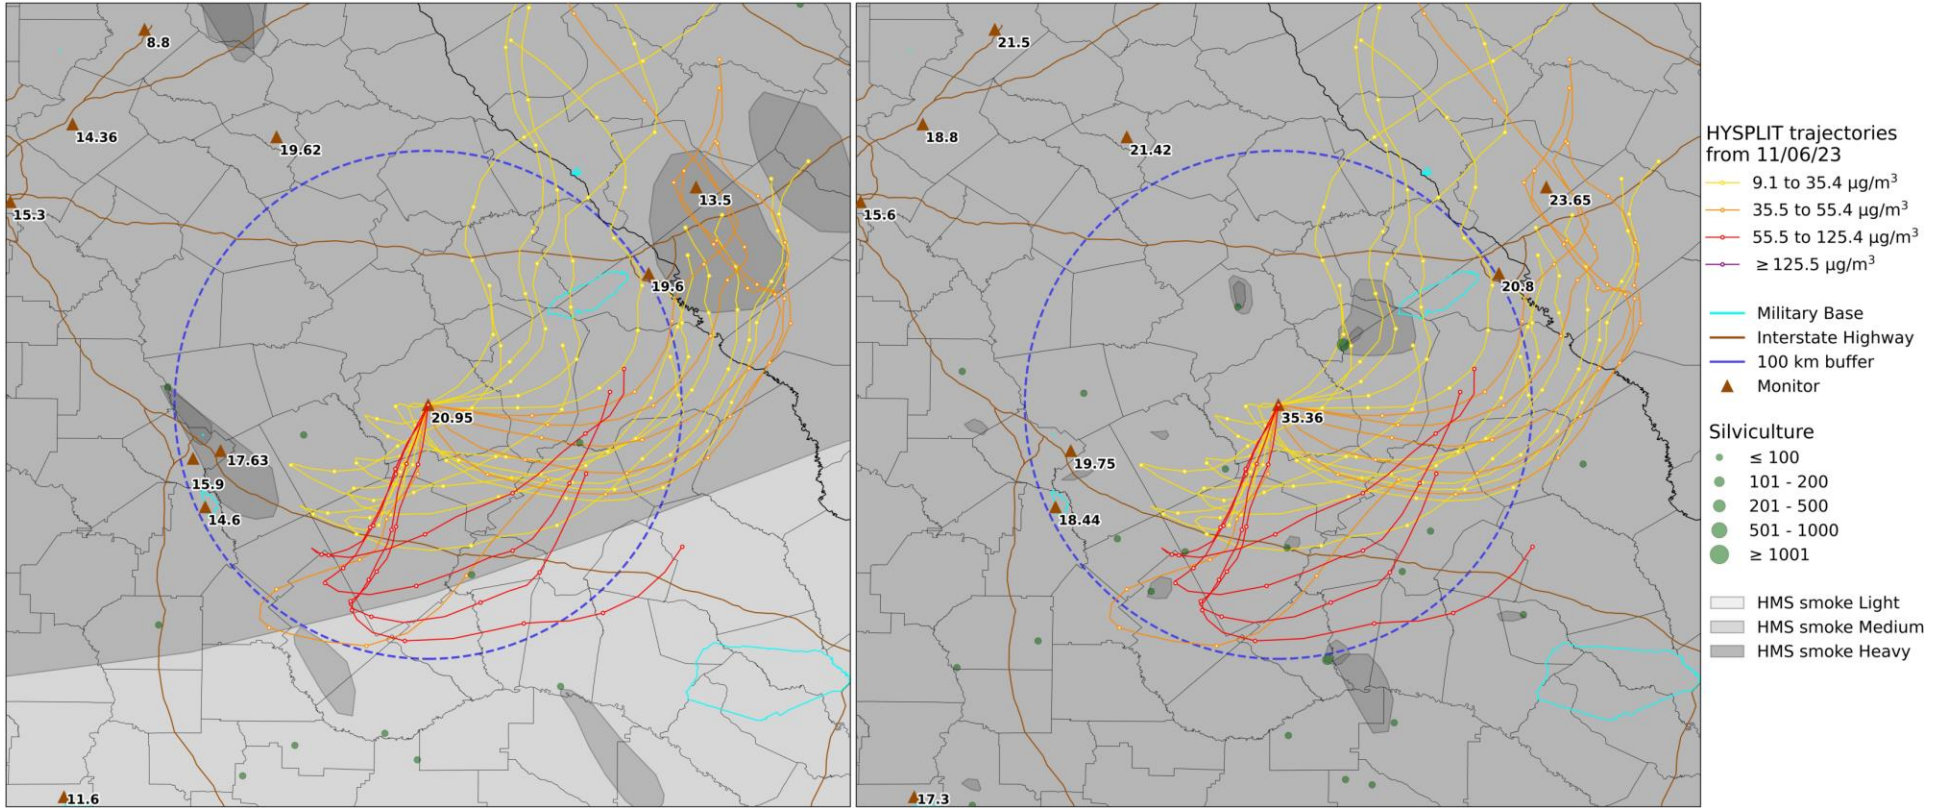 8.8
14.36
19.62
15.3
13.5
19.6
20.95
17.63
15.9
14.6
11.6
21.5
18.8
21.42
15.6
23.65
20.8
35.36
19.75
18.44
17.3
HYSPLIT trajectories
from 11/06/23
9.1 to 35.4 µg/m³
35.5 to 55.4 µg/m³
55.5 to 125.4 µg/m³
≥ 125.5 µg/m³
Military Base
Interstate Highway
100 km buffer
Monitor
Silviculture
≤ 100
101 - 200
201 - 500
501 - 1000
≥ 1001
HMS smoke Light
HMS smoke Medium
HMS smoke Heavy